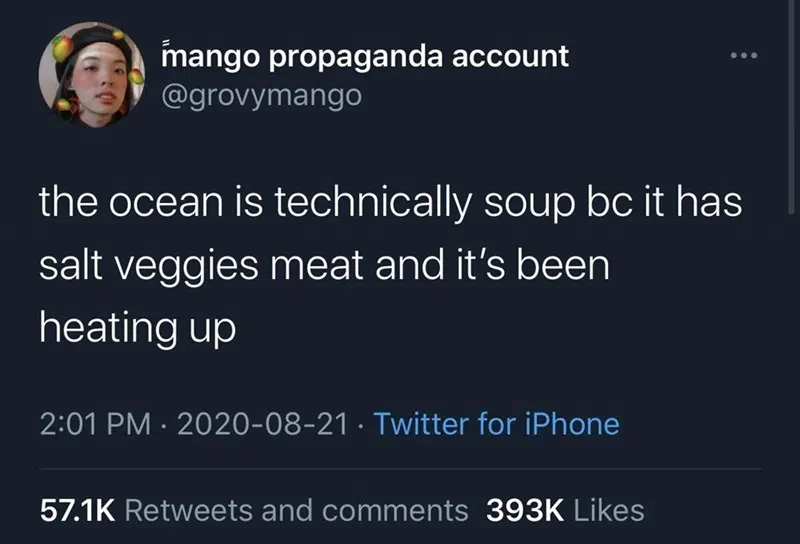 mango propaganda account
@grovymango
the ocean is technically soup bc it has
salt veggies meat and it’s been
heating up
2:01 PM · 2020-08-21 · Twitter for iPhone
57.1K Retweets and comments 393K Likes